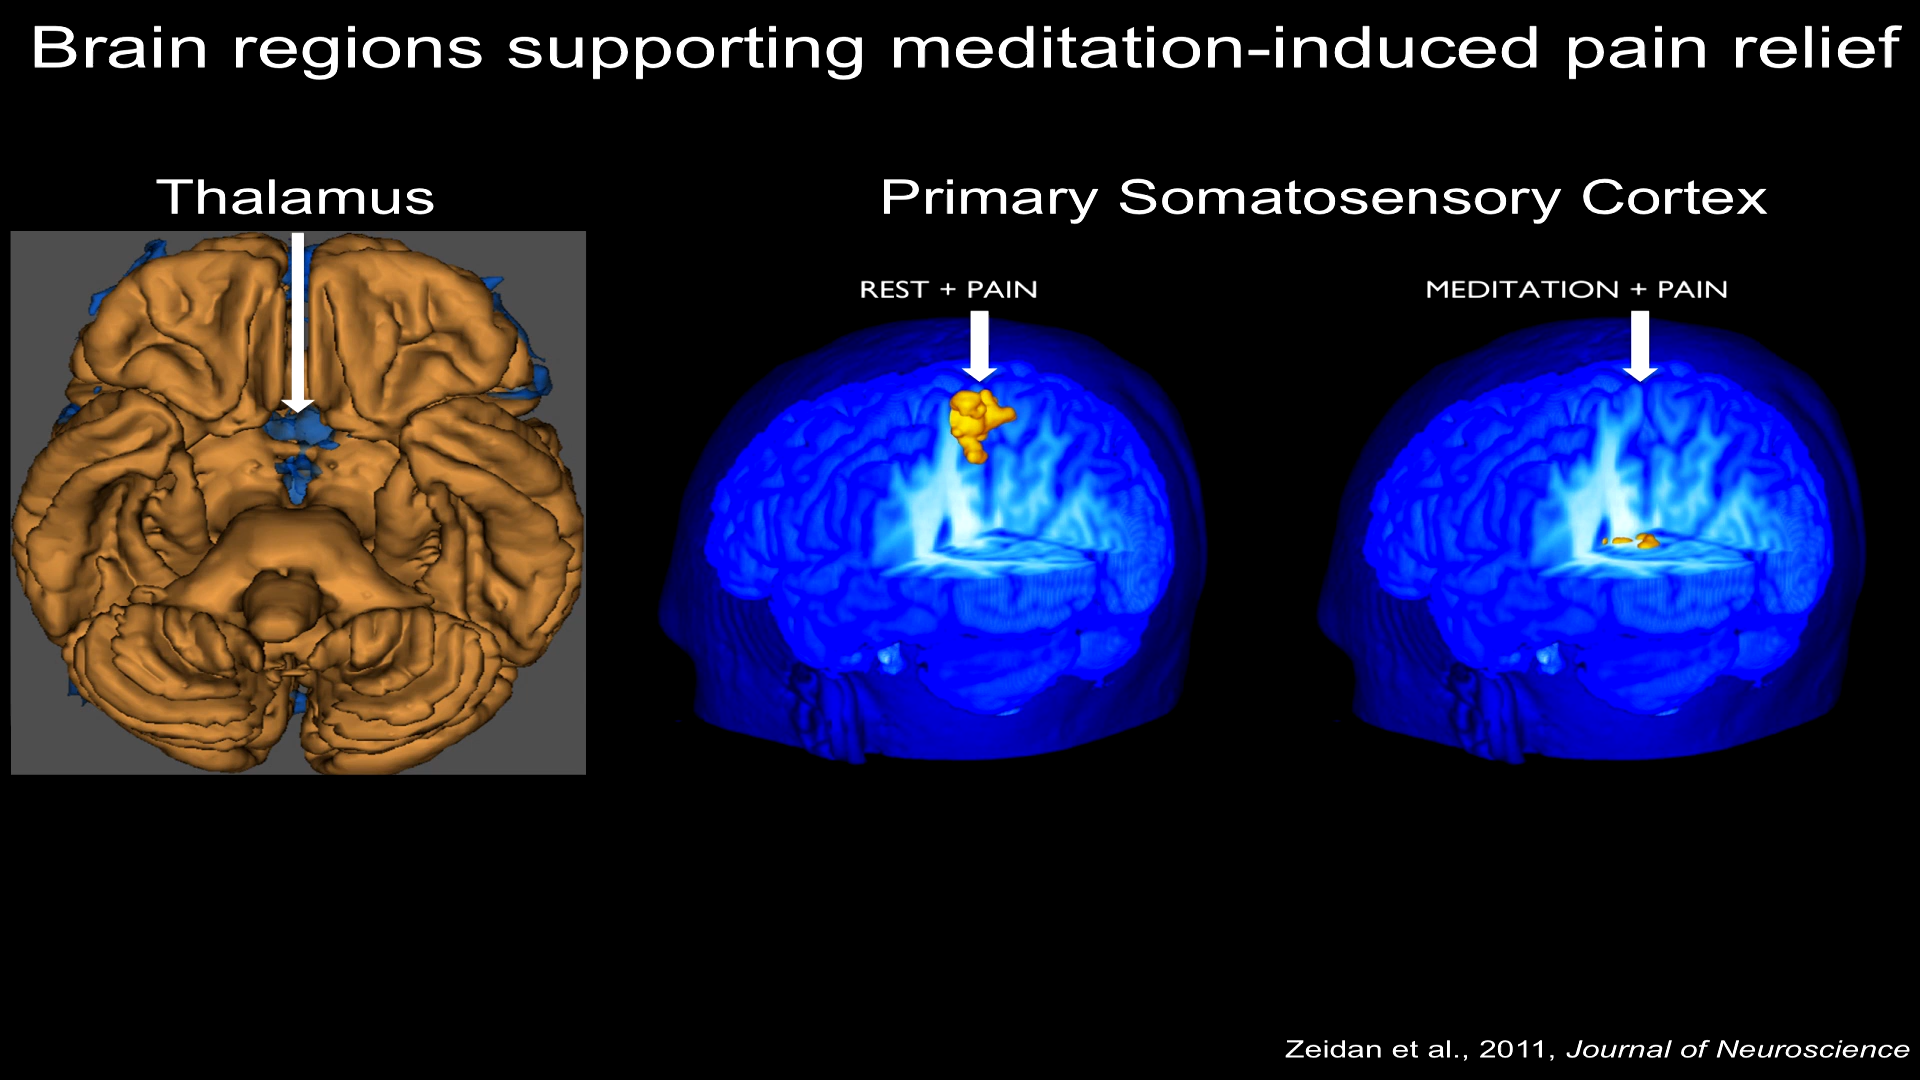 Brain regions supporting meditation-induced pain relief
Thalamus
Primary Somatosensory Cortex
REST + PAIN
MEDITATION + PAIN
Zeidan et al., 2011, Journal of Neuroscience